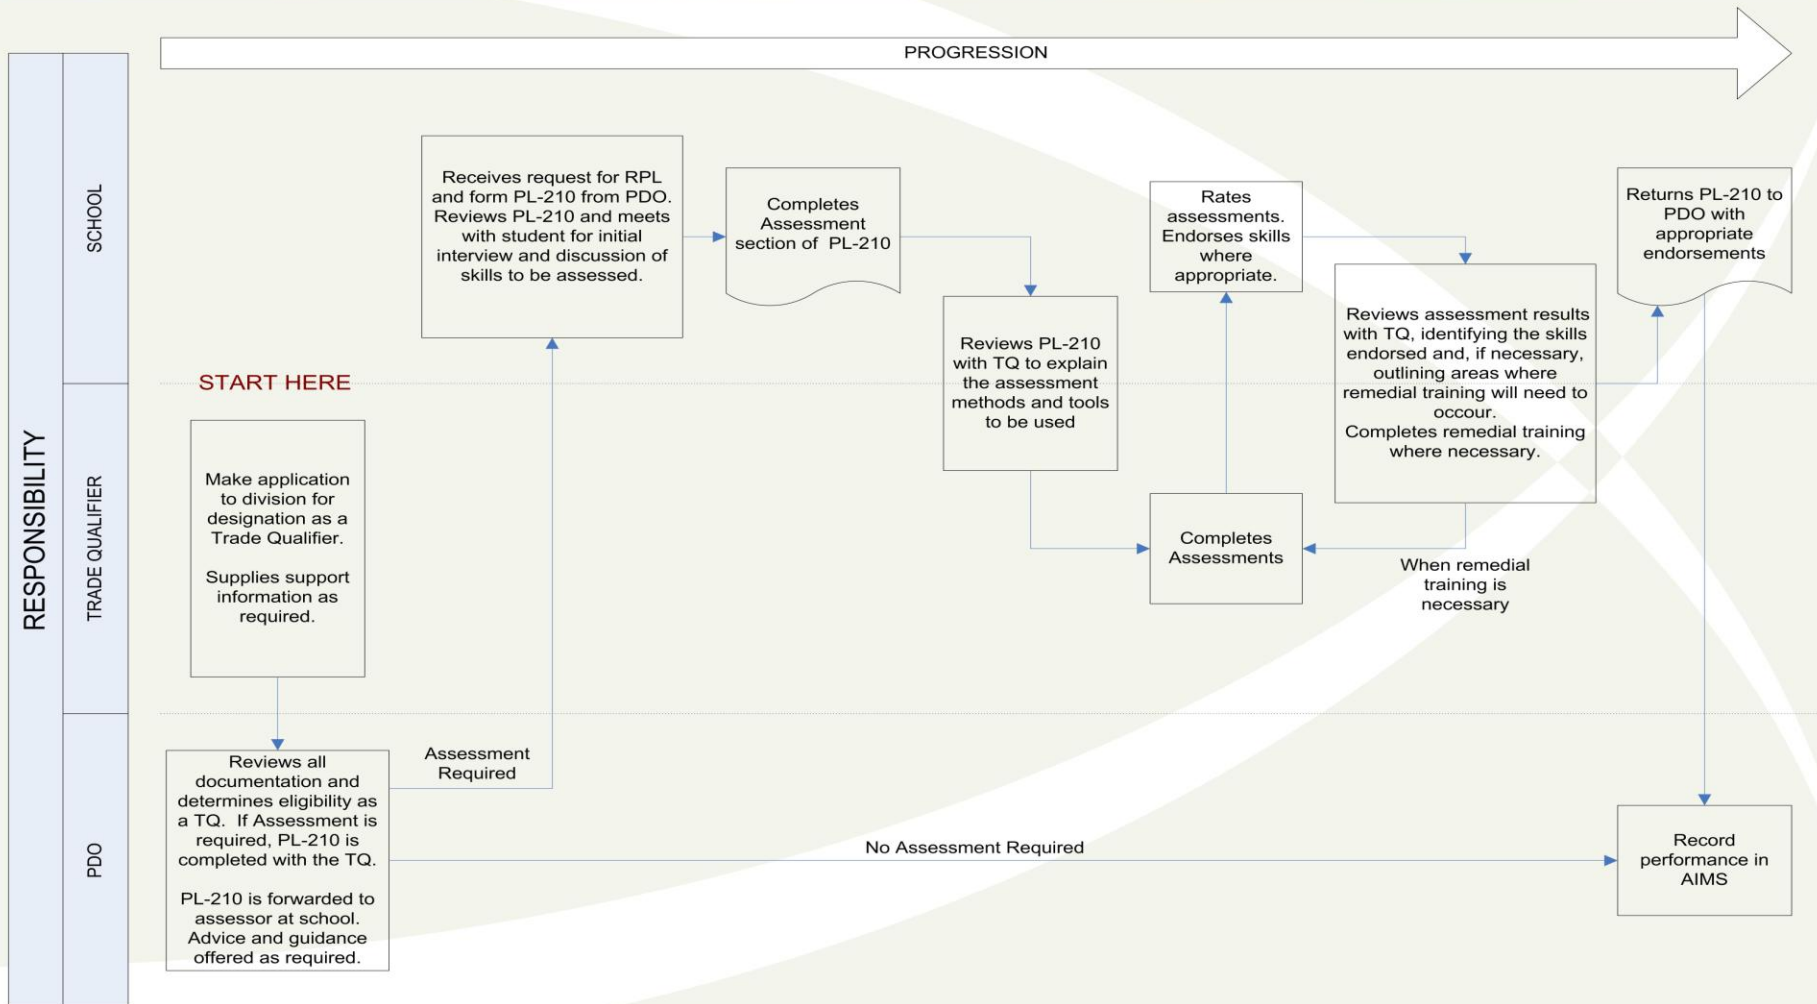 PROGRESSION
RESPONSIBILITY
SCHOOL
TRADE QUALIFIER
PDO
Receives request for RPL
and form PL-210 from PDO.
Reviews PL-210 and meets
with student for initial
interview and discussion of
skills to be assessed.
Completes
Assessment
section of PL-210
Reviews PL-210
with TQ to explain
the assessment
methods and tools
to be used
Rates
assessments.
Endorses skills
where
appropriate.
Reviews assessment results
with TQ, identifying the skills
endorsed and, if necessary,
outlining areas where
remedial training will need to
occour.
Completes remedial training
where necessary.
Returns PL-210 to
PDO with
appropriate
endorsements
START HERE
Make application
to division for
designation as a
Trade Qualifier.
Supplies support
information as
required.
Completes
Assessments
When remedial
training is
necessary
Reviews all
documentation and
determines eligibility as
a TQ. If Assessment is
required, PL-210 is
completed with the TQ.
PL-210 is forwarded to
assessor at school.
Advice and guidance
offered as required.
Assessment
Required
No Assessment Required
Record
performance in
AIMS